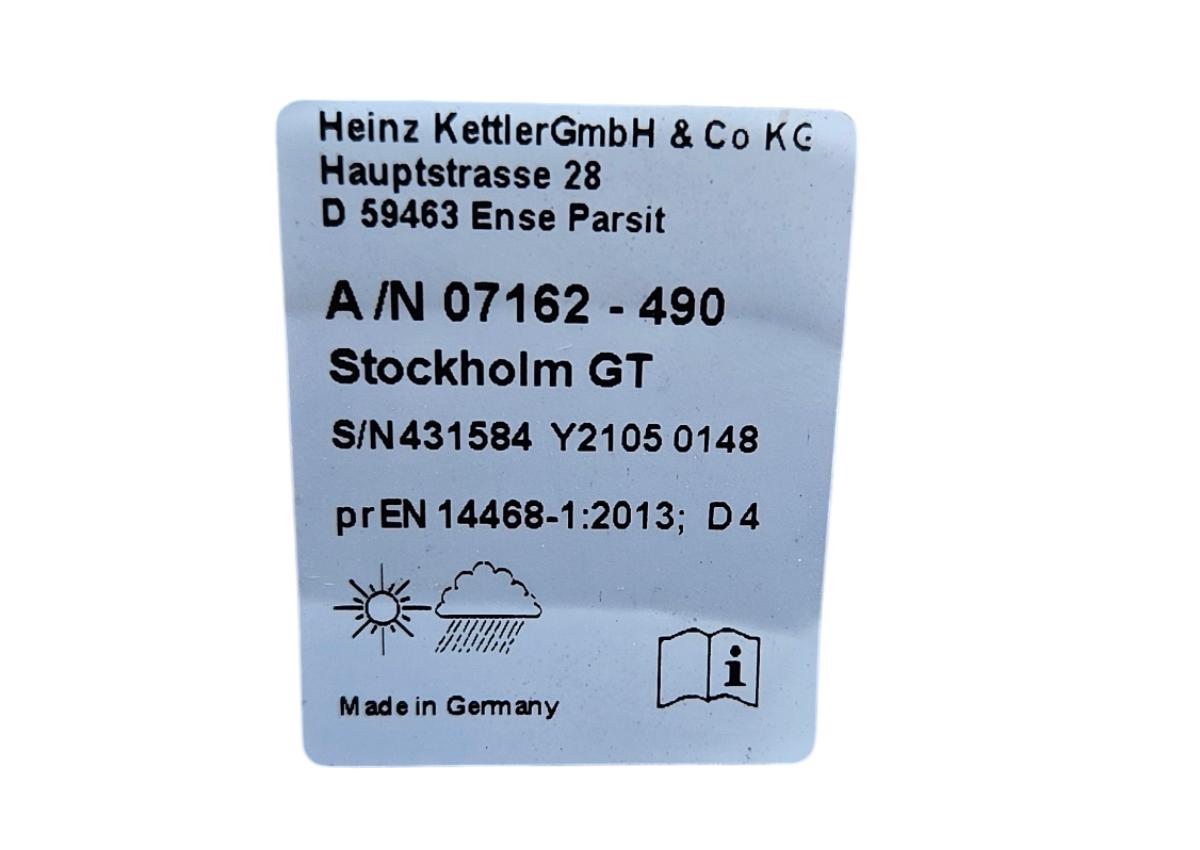 Heinz KettlerGmbH & Co KG
Hauptstrasse 28
D 59463 Ense Parsit
A/N 07162 - 490
Stockholm GT
S/N431584 Y2105 0148
prEN 14468-1:2013; D4
i
Made in Germany